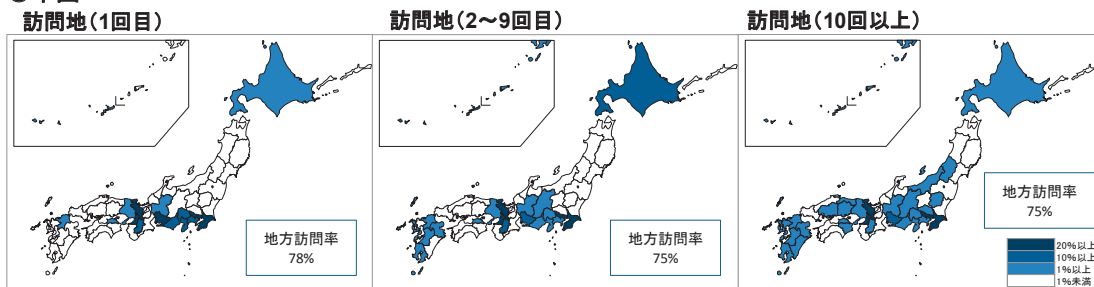 訪問地(1回目)
訪問地(2～9回目)
訪問地(10回以上)
地方訪問率
78%
地方訪問率
75%
地方訪問率
75%
20%以上
10%以上
1%以上
1%未満